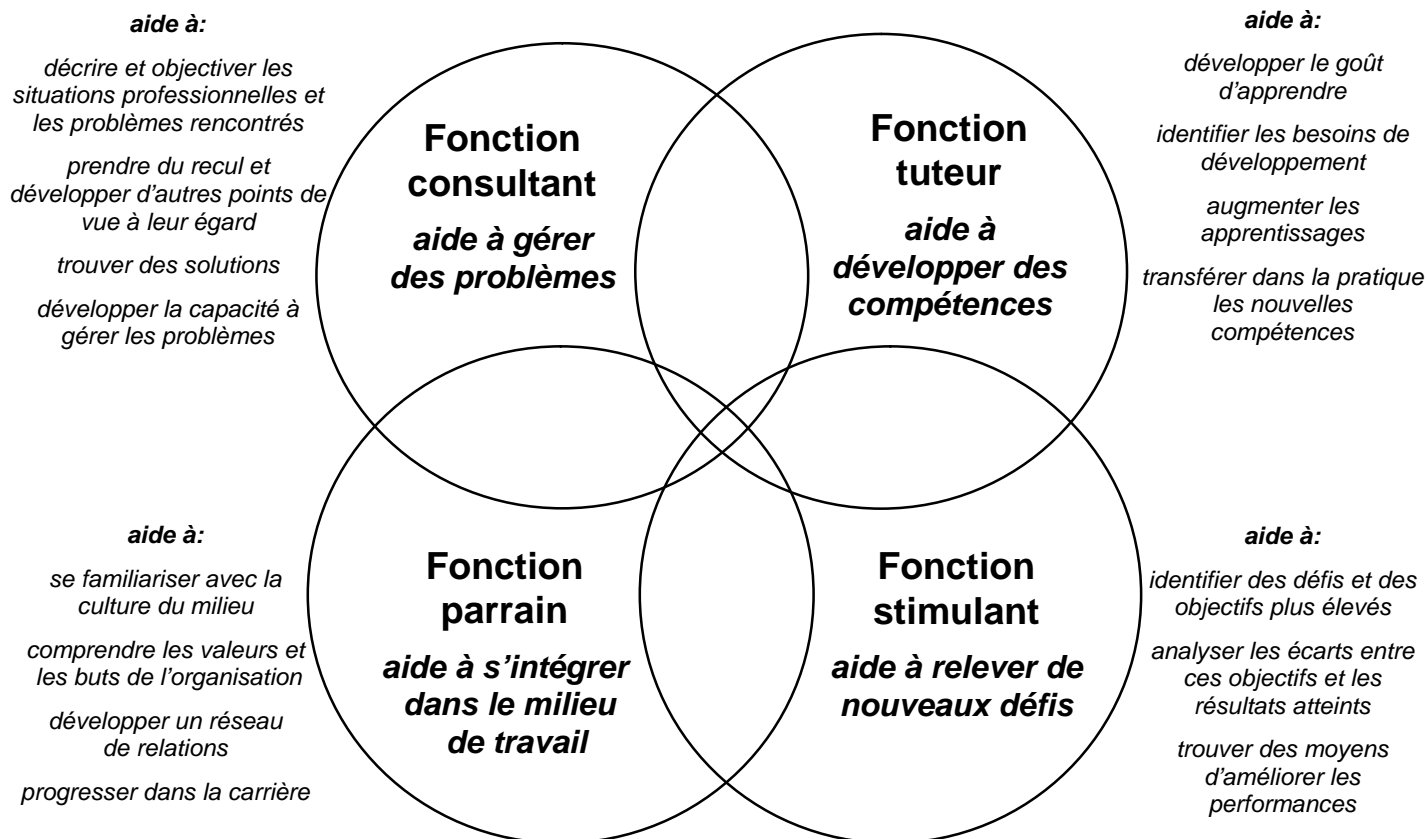 aide à:
décrire et objectiver les
situations professionnelles et
les problèmes rencontrés
prendre du recul et
développer d'autres points de
vue à leur égard
trouver des solutions
développer la capacité à
gérer les problèmes
Fonction
consultant
aide à gérer
des problèmes
Fonction
tuteur
aide à
développer des
compétences
aide à:
développer le goût
d'apprendre
identifier les besoins de
développement
augmenter les
apprentissages
transférer dans la pratique
les nouvelles
compétences
aide à:
se familiariser avec la
culture du milieu
comprendre les valeurs et
les buts de l'organisation
développer un réseau
de relations
progresser dans la carrière
Fonction
parrain
aide à s'intégrer
dans le milieu
de travail
Fonction
stimulant
aide à relever de
nouveaux défis
aide à:
identifier des défis et des
objectifs plus élevés
analyser les écarts entre
ces objectifs et les
résultats atteints
trouver des moyens
d'améliorer les
performances